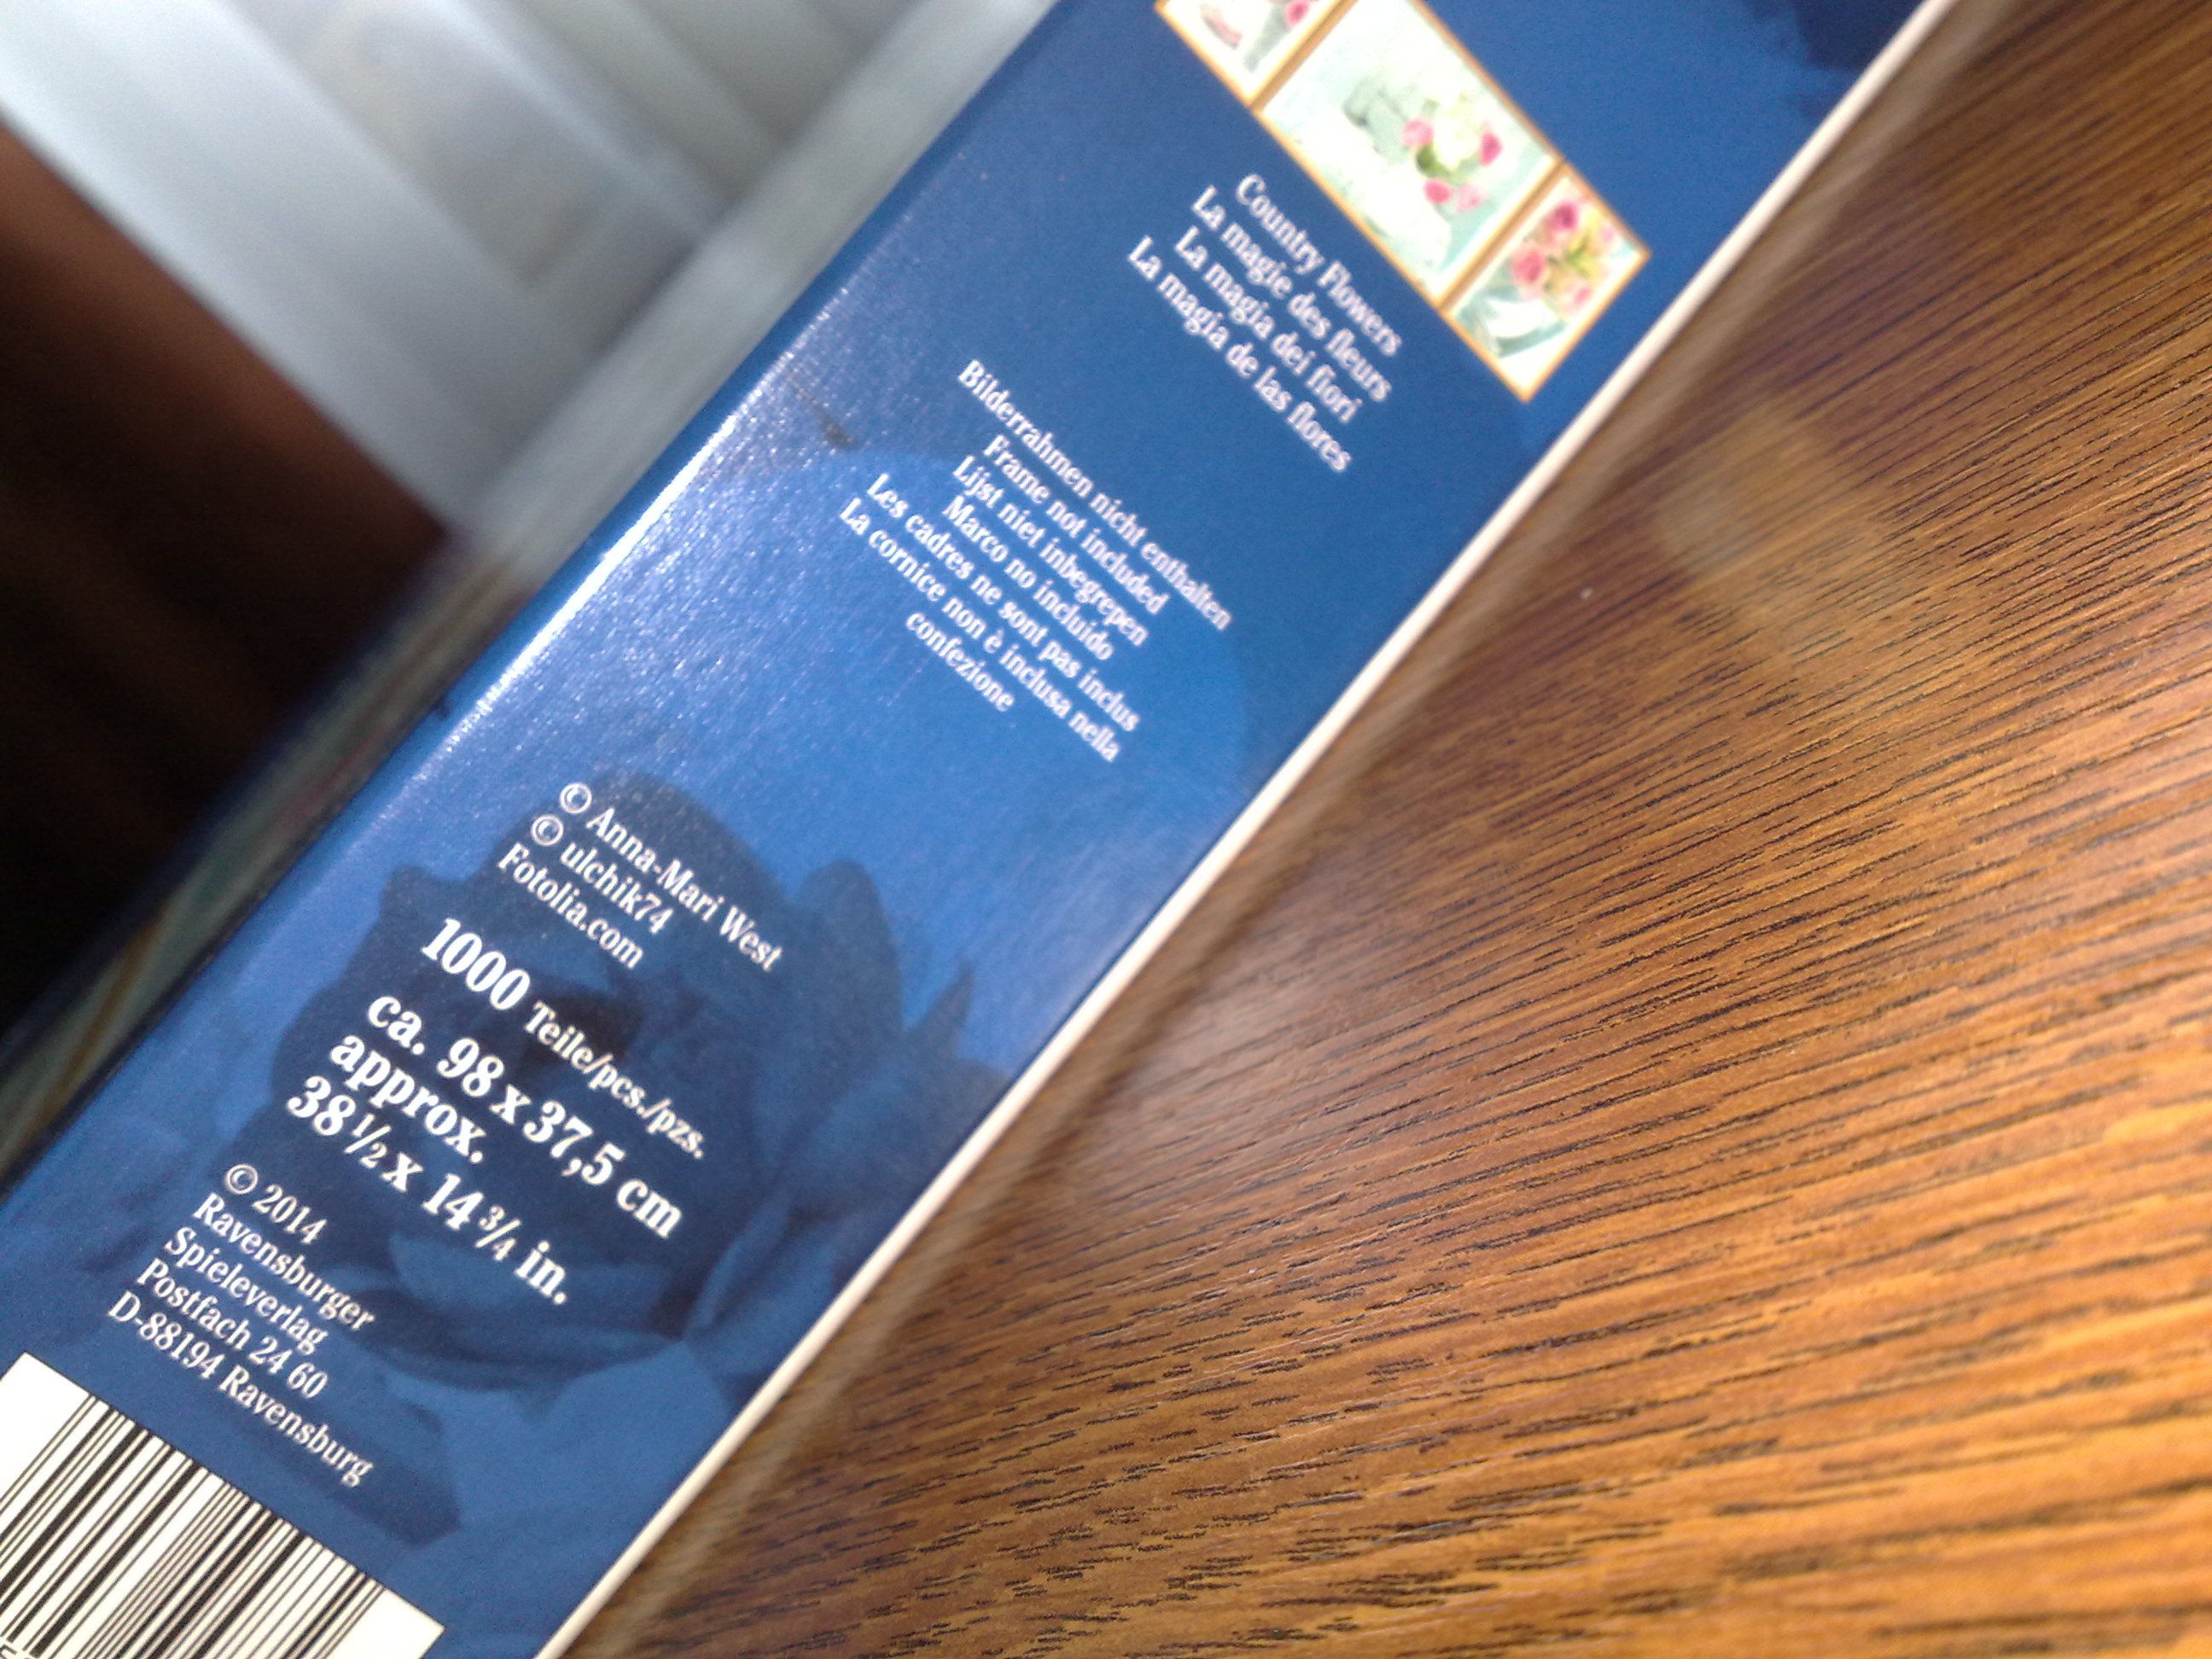 Country Flowers
La magie des fleurs
La magia dei fiori
La magia de las flores
Bilderrahmen nicht enthalten
Frame not included
Lijst niet inbegrepen
Marco no incluído
Les cadres ne sont pas inclus
La cornice non è inclusa nella
confezione
© Anna-Mari West
© ulchik74
Fotolia.com
1000 Teile/pcs./pzs.
ca. 98 x 37,5 cm
approx.
38 1/2 x 14 3/4 in.
© 2014
Ravensburger
Spieleverlag
Postfach 24 60
D-88194 Ravensburg